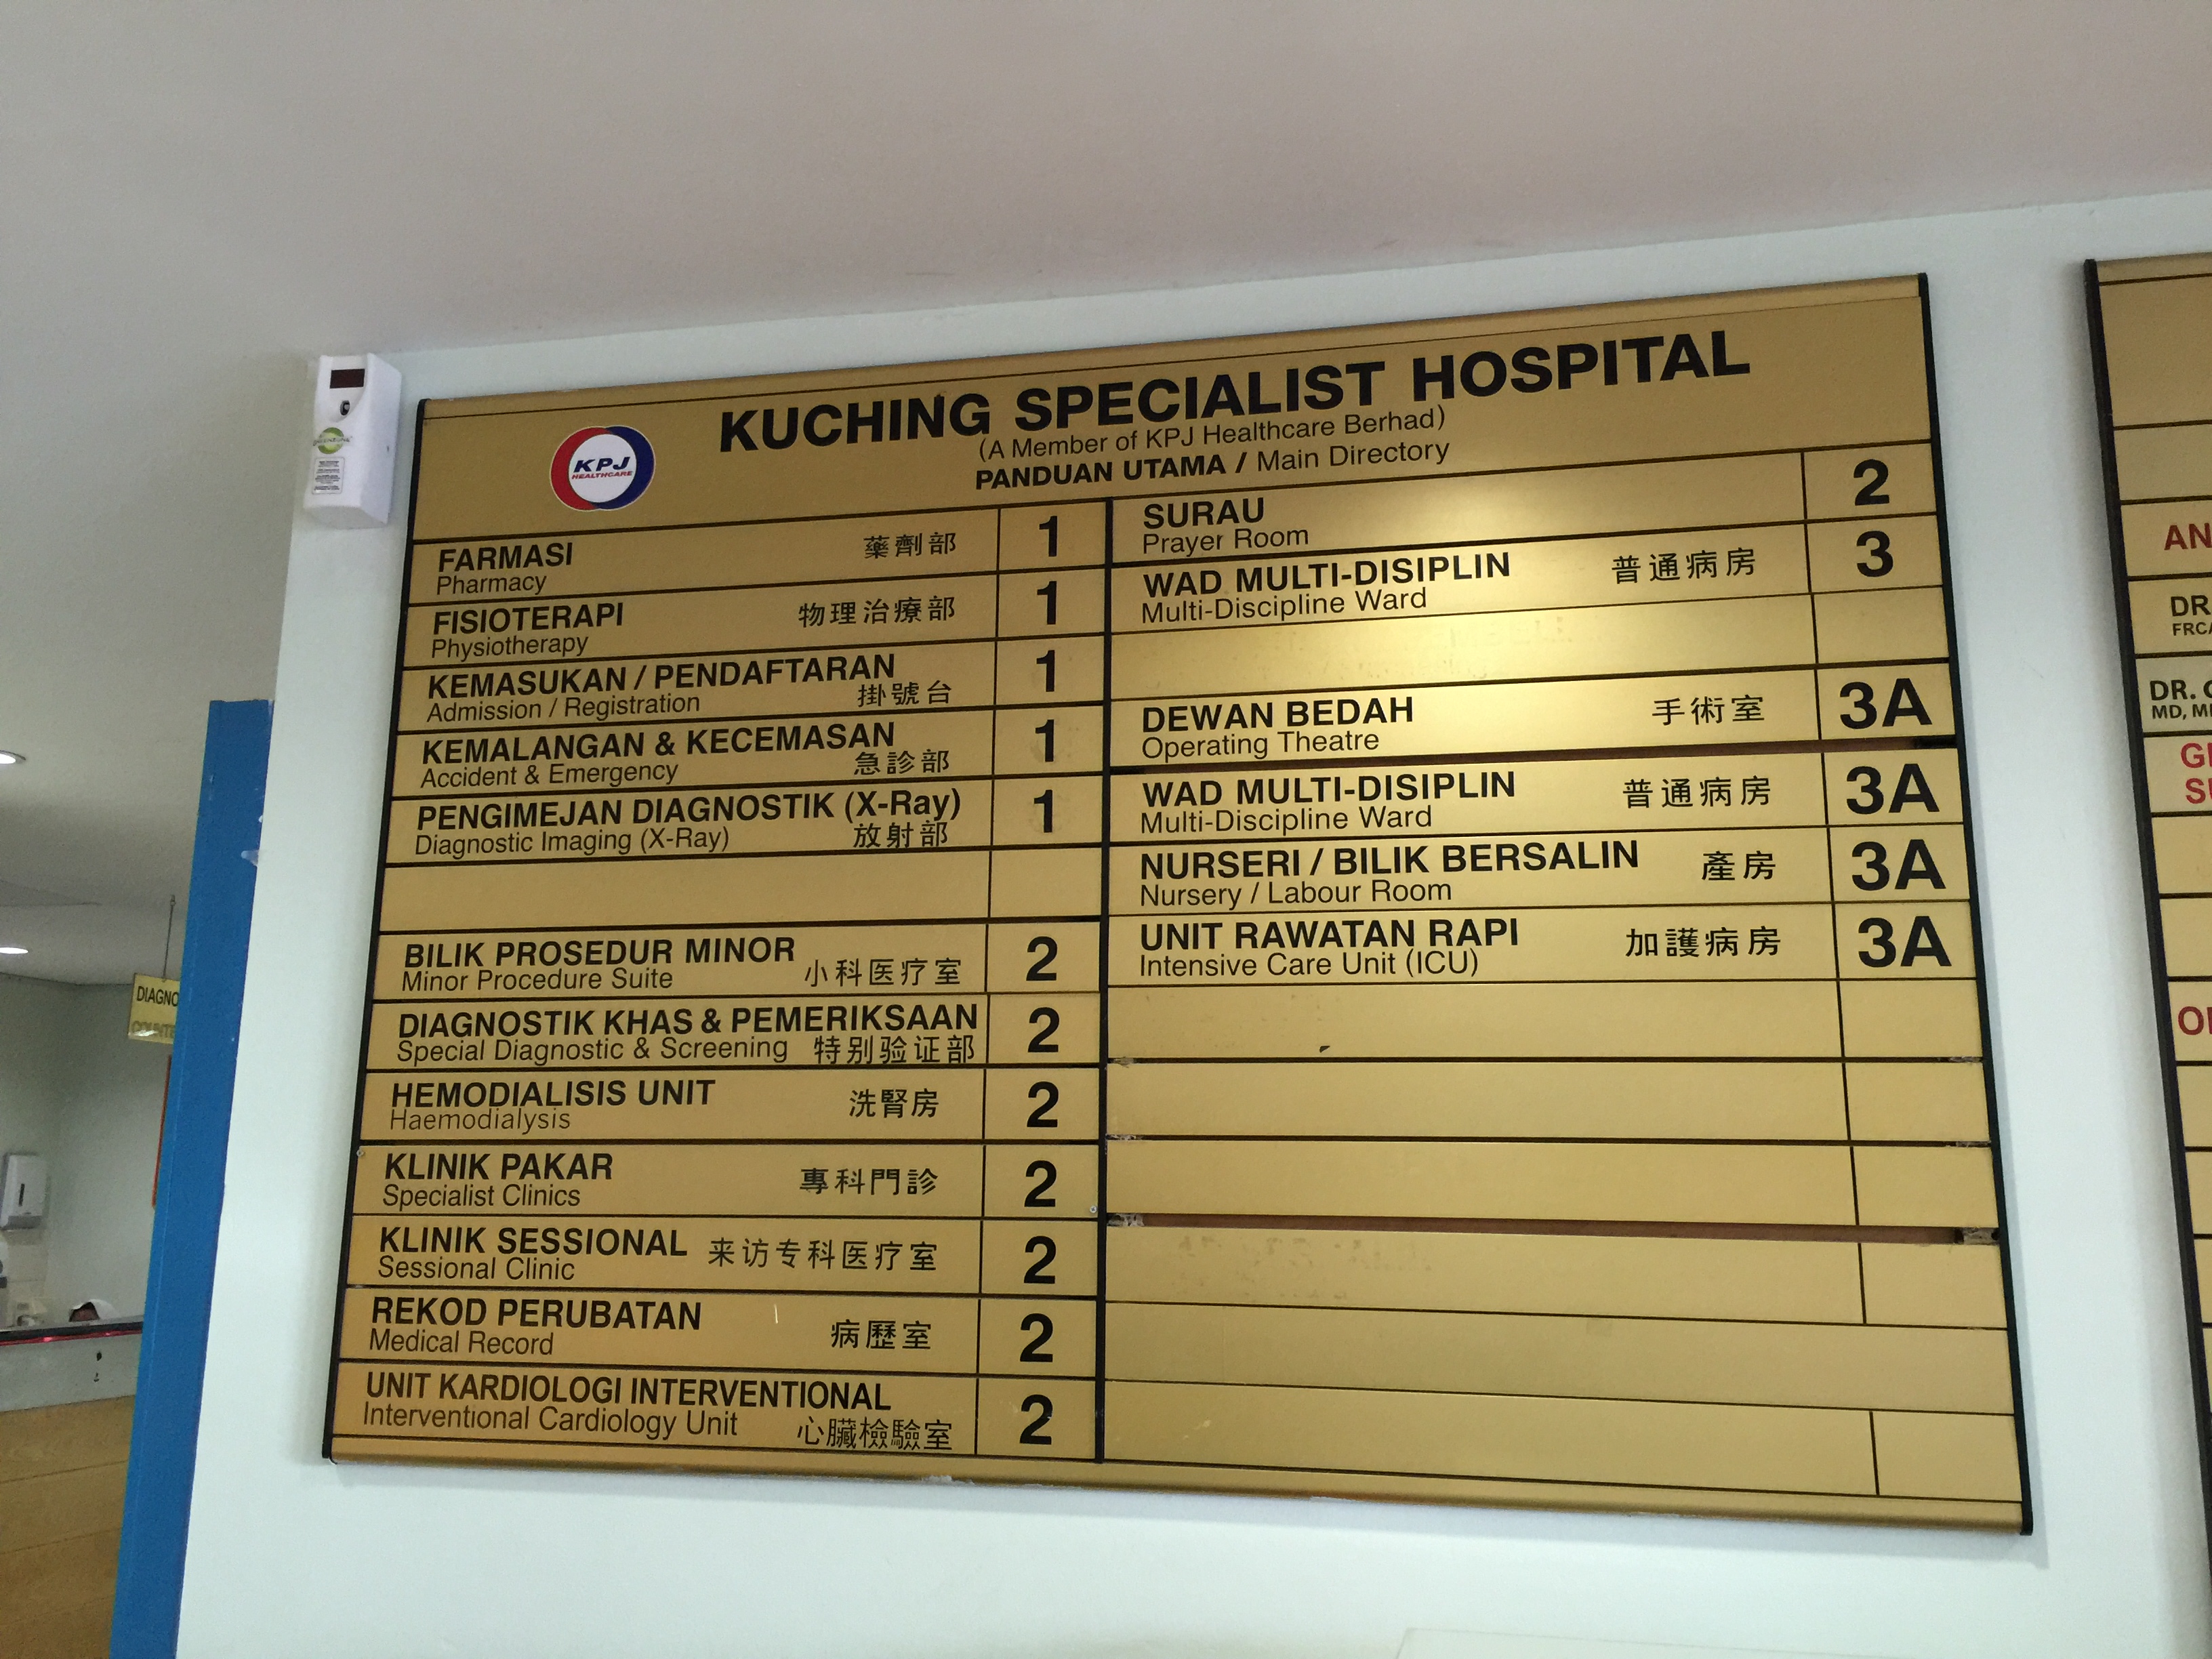 KPJ
HEALTHCARE
KUCHING SPECIALIST HOSPITAL
(A Member of KPJ Healthcare Berhad)
PANDUAN UTAMA / Main Directory
FARMASI 藥劑部 1
Pharmacy
FISIOTERAPI 物理治療部 1
Physiotherapy
KEMASUKAN / PENDAFTARAN 1
Admission / Registration 掛號台
KEMALANGAN & KECEMASAN 1
Accident & Emergency 急診部
PENGIMEJAN DIAGNOSTIK (X-Ray) 1
Diagnostic Imaging (X-Ray) 放射部
BILIK PROSEDUR MINOR 2
Minor Procedure Suite 小科医疗室
DIAGNOSTIK KHAS & PEMERIKSAAN 2
Special Diagnostic & Screening 特别验证部
HEMODIALISIS UNIT 洗腎房 2
Haemodialysis
KLINIK PAKAR 專科門診 2
Specialist Clinics
KLINIK SESSIONAL 来访专科医疗室 2
Sessional Clinic
REKOD PERUBATAN 病歷室 2
Medical Record
UNIT KARDIOLOGI INTERVENTIONAL 2
Interventional Cardiology Unit 心臟檢驗室
SURAU 2
Prayer Room
WAD MULTI-DISIPLIN 普通病房 3
Multi-Discipline Ward
DEWAN BEDAH 手術室 3A
Operating Theatre
WAD MULTI-DISIPLIN 普通病房 3A
Multi-Discipline Ward
NURSERI / BILIK BERSALIN 產房 3A
Nursery / Labour Room
UNIT RAWATAN RAPI 加護病房 3A
Intensive Care Unit (ICU)
DIAGNO
AN
DR.
FRCA
DR.
MD,